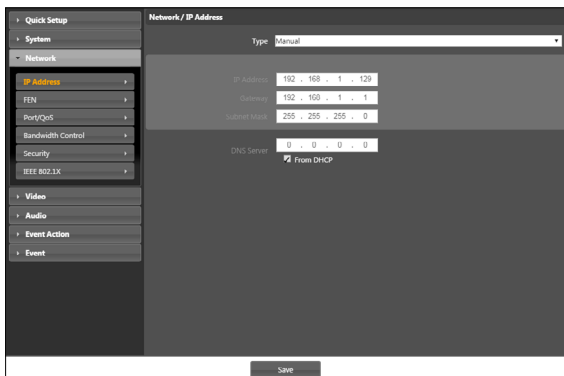 Quick Setup
System
Network
IP Address
FEN
Port/QoS
Bandwidth Control
Security
IEEE 802.1X
Video
Audio
Event Action
Event
Network / IP Address
Type Manual
IP Address 192 . 168 . 1 . 129
Gateway 192 . 168 . 1 . 1
Subnet Mask 255 . 255 . 255 . 0
DNS Server 0 . 0 . 0 . 0
From DHCP
Save